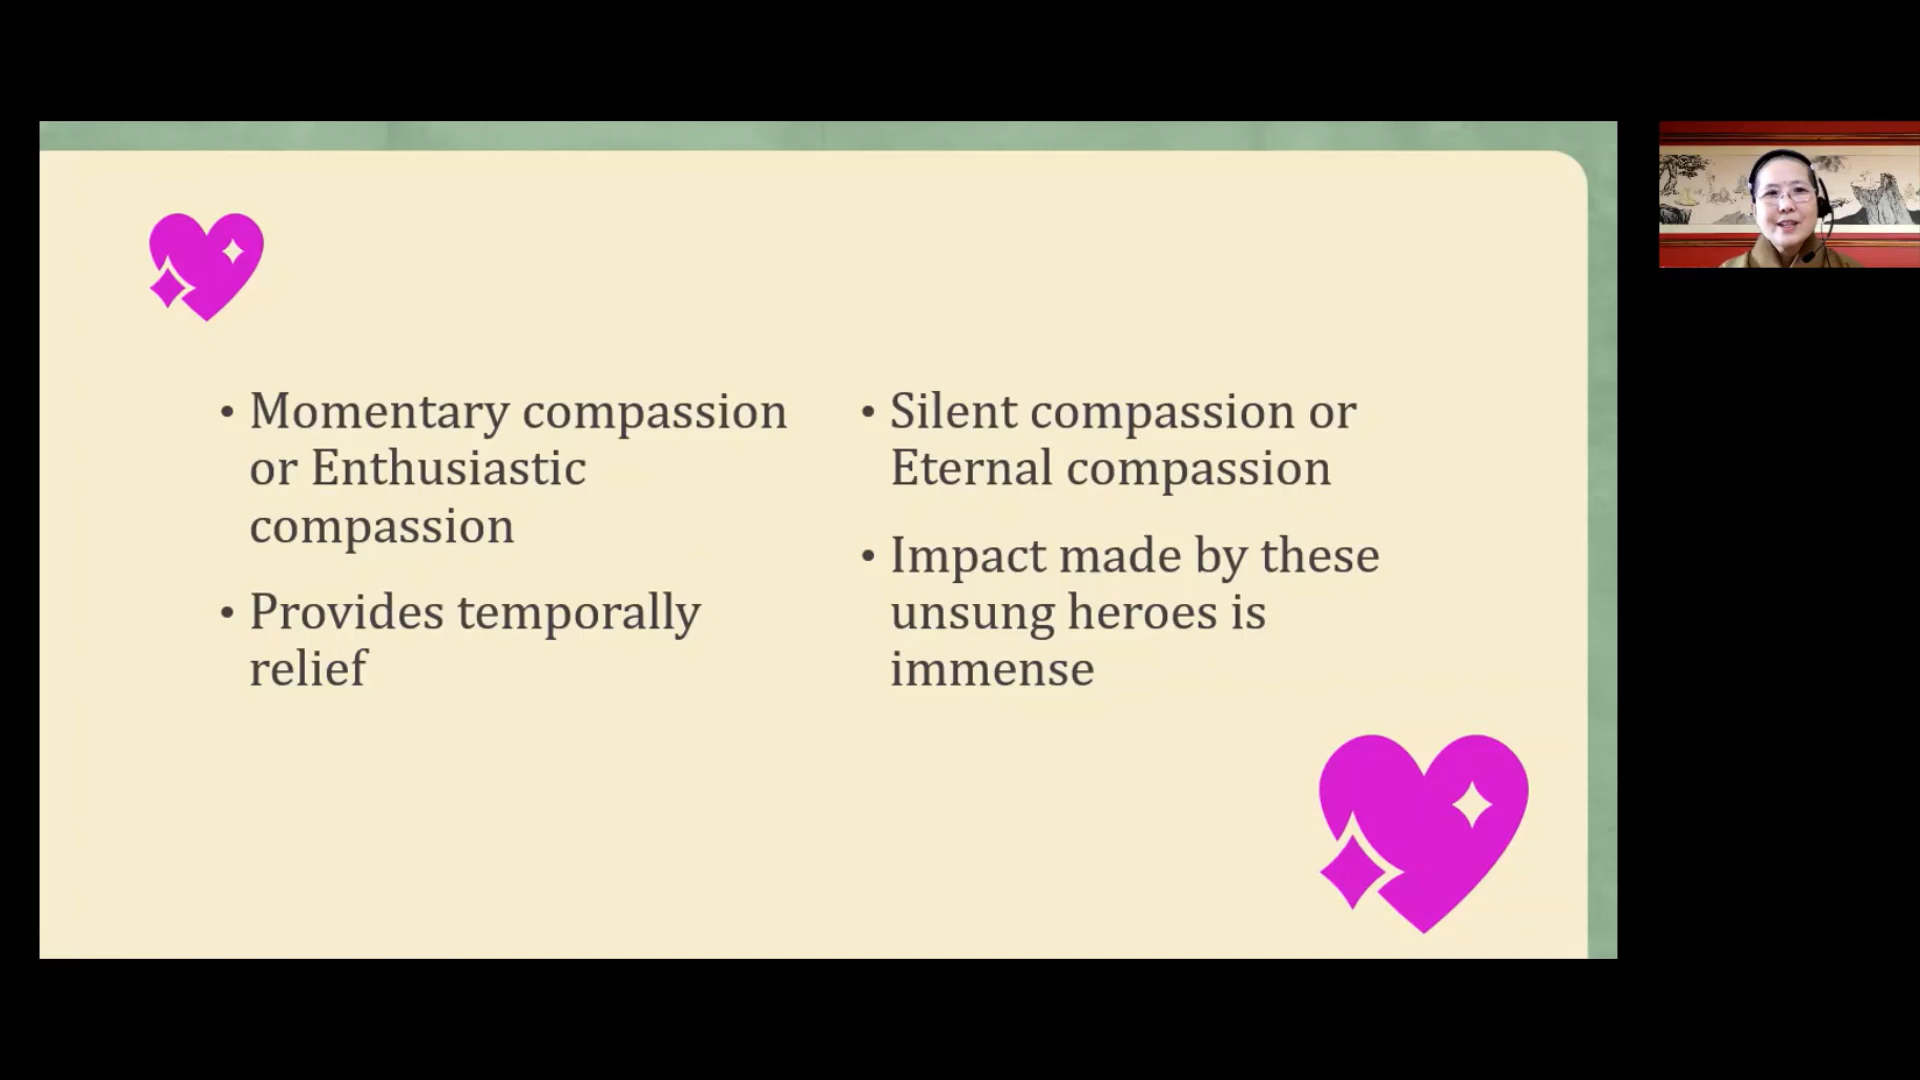 • Momentary compassion
or Enthusiastic
compassion
• Provides temporally
relief
• Silent compassion or
Eternal compassion
• Impact made by these
unsung heroes is
immense